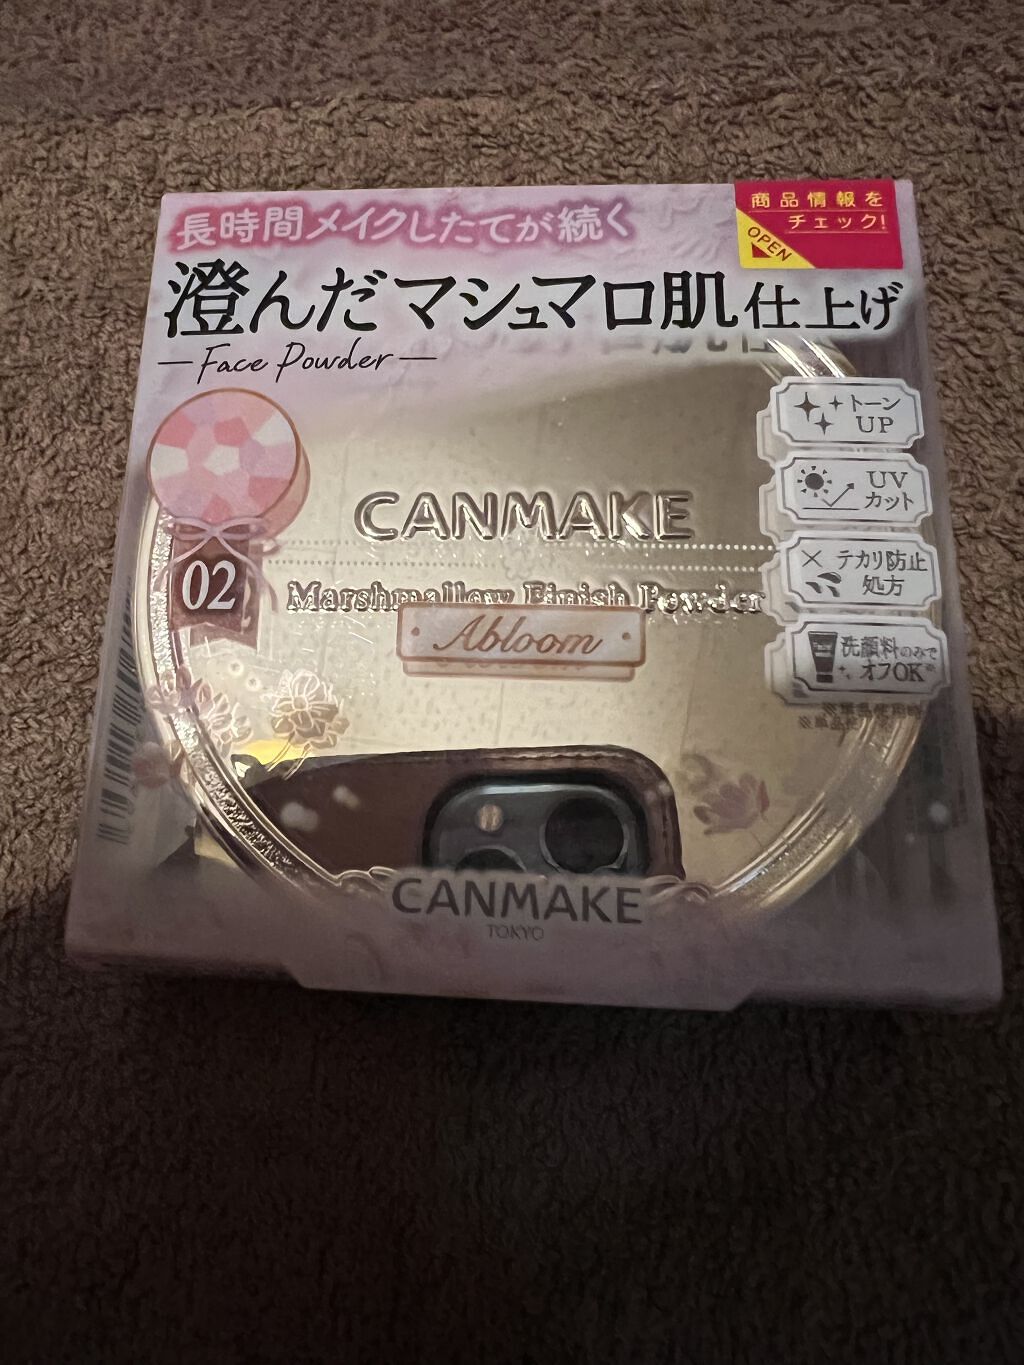 長時間メイクしたてが続く
商品情報を
チェック!
OPEN
澄んだマシュマロ肌仕上げ
Face Powder
トーン
UP
UV
カット
CANMAKE
テカリ防止
処方
02
Marshmallow Finish Powder
Abloom
洗顔料のみで
オフOK※
CANMAKE
TOKYO